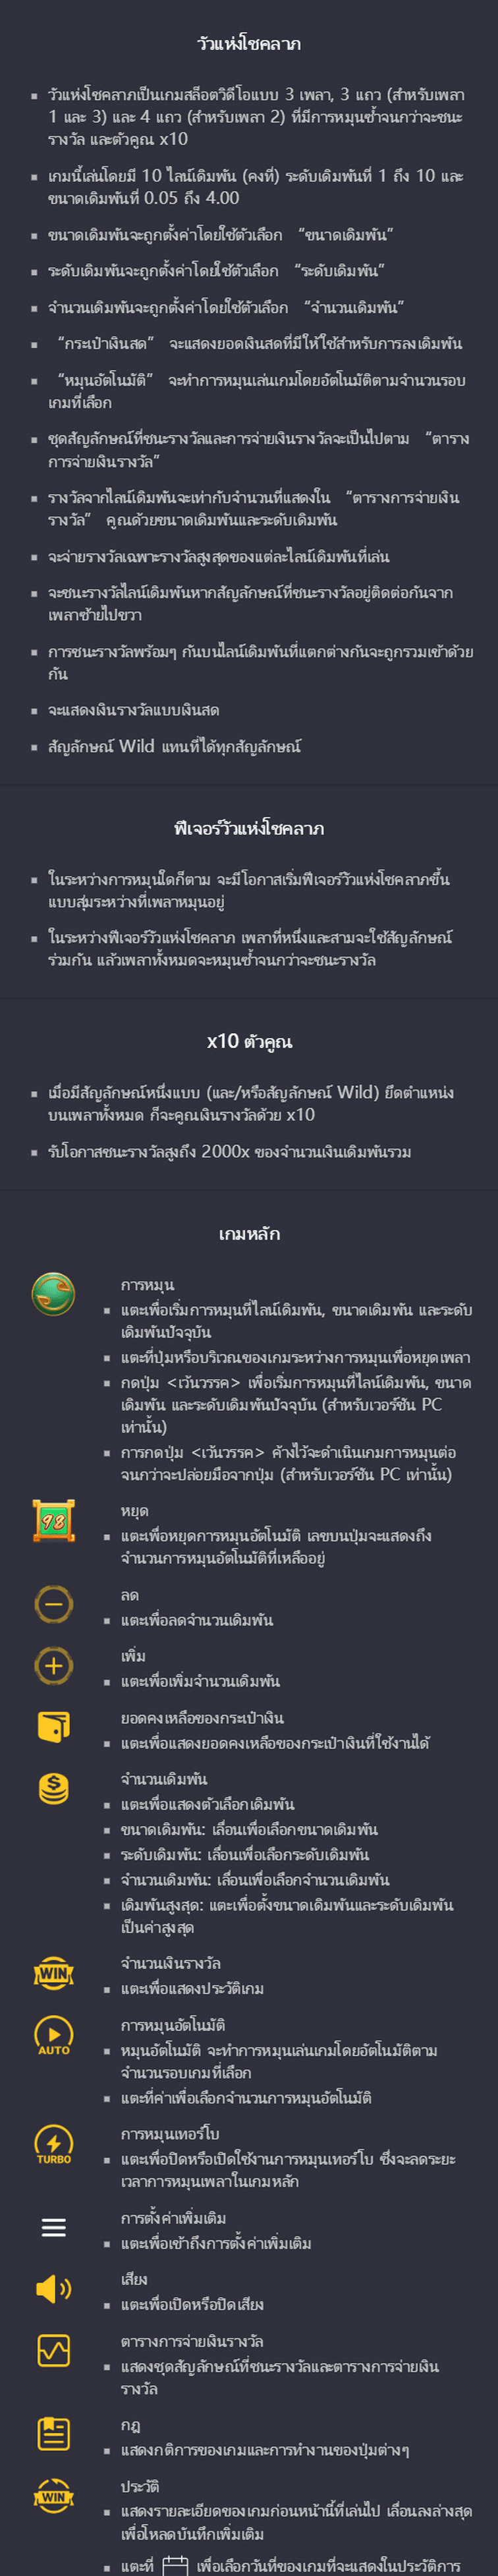 วัวแห่งโชคลาภ
วัวแห่งโชคลาภเป็นเกมสล็อตวิดีโอแบบ 3 เพลา, 3 แถว (สำหรับเพลา
1 และ 3) และ 4 แถว (สำหรับเพลา 2) ที่มีการหมุนซ้ำจนกว่าจะชนะ
รางวัล และตัวคูณ x10
เกมนี้เล่นโดยมี 10 ไลน์เดิมพัน (คงที่) ระดับเดิมพันที่ 1 ถึง 10 และ
ขนาดเดิมพันที่ 0.05 ถึง 4.00
ขนาดเดิมพันจะถูกตั้งค่าโดยใช้ตัวเลือก “ขนาดเดิมพัน”
ระดับเดิมพันจะถูกตั้งค่าโดยใช้ตัวเลือก “ระดับเดิมพัน”
จำนวนเดิมพันจะถูกตั้งค่าโดยใช้ตัวเลือก “จำนวนเดิมพัน”
“กระเป๋าเงินสด” จะแสดงยอดเงินสดที่มีให้ใช้สำหรับการลงเดิมพัน
“หมุนอัตโนมัติ” จะทำการหมุนเล่นเกมโดยอัตโนมัติตามจำนวนรอบ
เกมที่เลือก
ชุดสัญลักษณ์ที่ชนะรางวัลและการจ่ายเงินรางวัลจะเป็นไปตาม “ตาราง
การจ่ายเงินรางวัล”
รางวัลจากไลน์เดิมพันจะเท่ากับจำนวนที่แสดงใน “ตารางการจ่ายเงิน
รางวัล” คูณด้วยขนาดเดิมพันและระดับเดิมพัน
จะจ่ายรางวัลเฉพาะรางวัลสูงสุดของแต่ละไลน์เดิมพันที่เล่น
จะชนะรางวัลไลน์เดิมพันหากสัญลักษณ์ที่ชนะรางวัลอยู่ติดต่อกันจาก
เพลาซ้ายไปขวา
การชนะรางวัลพร้อมๆ กันบนไลน์เดิมพันที่แตกต่างกันจะถูกรวมเข้าด้วย
กัน
จะแสดงเงินรางวัลแบบเงินสด
สัญลักษณ์ Wild แทนที่ได้ทุกสัญลักษณ์
ฟีเจอร์วัวแห่งโชคลาภ
ในระหว่างการหมุนใดก็ตาม จะมีโอกาสเริ่มฟีเจอร์วัวแห่งโชคลาภขึ้น
แบบสุ่มระหว่างที่เพลาหมุนอยู่
ในระหว่างฟีเจอร์วัวแห่งโชคลาภ เพลาที่หนึ่งและสามจะใช้สัญลักษณ์
ร่วมกัน แล้วเพลาทั้งหมดจะหมุนซ้ำจนกว่าจะชนะรางวัล
x10 ตัวคูณ
เมื่อมีสัญลักษณ์หนึ่งแบบ (และ/หรือสัญลักษณ์ Wild) ยึดตำแหน่ง
บนเพลาทั้งหมด ก็จะคูณเงินรางวัลด้วย x10
รับโอกาสชนะรางวัลสูงถึง 2000x ของจำนวนเงินเดิมพันรวม
เกมหลัก
การหมุน
แตะเพื่อเริ่มการหมุนที่ไลน์เดิมพัน, ขนาดเดิมพัน และระดับ
เดิมพันปัจจุบัน
แตะที่ปุ่มหรือบริเวณของเกมระหว่างการหมุนเพื่อหยุดเพลา
กดปุ่ม <เว้นวรรค> เพื่อเริ่มการหมุนที่ไลน์เดิมพัน, ขนาด
เดิมพัน และระดับเดิมพันปัจจุบัน (สำหรับเวอร์ชัน PC
เท่านั้น)
การกดปุ่ม <เว้นวรรค> ค้างไว้จะดำเนินเกมการหมุนต่อ
จนกว่าจะปล่อยมือจากปุ่ม (สำหรับเวอร์ชัน PC เท่านั้น)
98
หยุด
แตะเพื่อหยุดการหมุนอัตโนมัติ เลขบนปุ่มจะแสดงถึง
จำนวนการหมุนอัตโนมัติที่เหลืออยู่
ลด
แตะเพื่อลดจำนวนเดิมพัน
เพิ่ม
แตะเพื่อเพิ่มจำนวนเดิมพัน
ยอดคงเหลือของกระเป๋าเงิน
แตะเพื่อแสดงยอดคงเหลือของกระเป๋าเงินที่ใช้งานได้
จำนวนเดิมพัน
แตะเพื่อแสดงตัวเลือกเดิมพัน
ขนาดเดิมพัน: เลื่อนเพื่อเลือกขนาดเดิมพัน
ระดับเดิมพัน: เลื่อนเพื่อเลือกระดับเดิมพัน
จำนวนเดิมพัน: เลื่อนเพื่อเลือกจำนวนเดิมพัน
เดิมพันสูงสุด: แตะเพื่อตั้งขนาดเดิมพันและระดับเดิมพัน
เป็นค่าสูงสุด
WIN
จำนวนเงินรางวัล
แตะเพื่อแสดงประวัติเกม
AUTO
การหมุนอัตโนมัติ
หมุนอัตโนมัติ จะทำการหมุนเล่นเกมโดยอัตโนมัติตาม
จำนวนรอบเกมที่เลือก
แตะที่ค่าเพื่อเลือกจำนวนการหมุนอัตโนมัติ
TURBO
การหมุนเทอร์โบ
แตะเพื่อปิดหรือเปิดใช้งานการหมุนเทอร์โบ ซึ่งจะลดระยะ
เวลาการหมุนเพลาในเกมหลัก
การตั้งค่าเพิ่มเติม
แตะเพื่อเข้าถึงการตั้งค่าเพิ่มเติม
เสียง
แตะเพื่อเปิดหรือปิดเสียง
ตารางการจ่ายเงินรางวัล
แสดงชุดสัญลักษณ์ที่ชนะรางวัลและตารางการจ่ายเงิน
รางวัล
กฎ
แสดงกติการของเกมและการทำงานของปุ่มต่างๆ
WIN
ประวัติ
แสดงรายละเอียดของเกมก่อนหน้านี้ที่เล่นไป เลื่อนลงล่างสุด
เพื่อโหลดบันทึกเพิ่มเติม
แตะที่ เพื่อเลือกวันที่ของเกมที่จะแสดงในประวัติการ